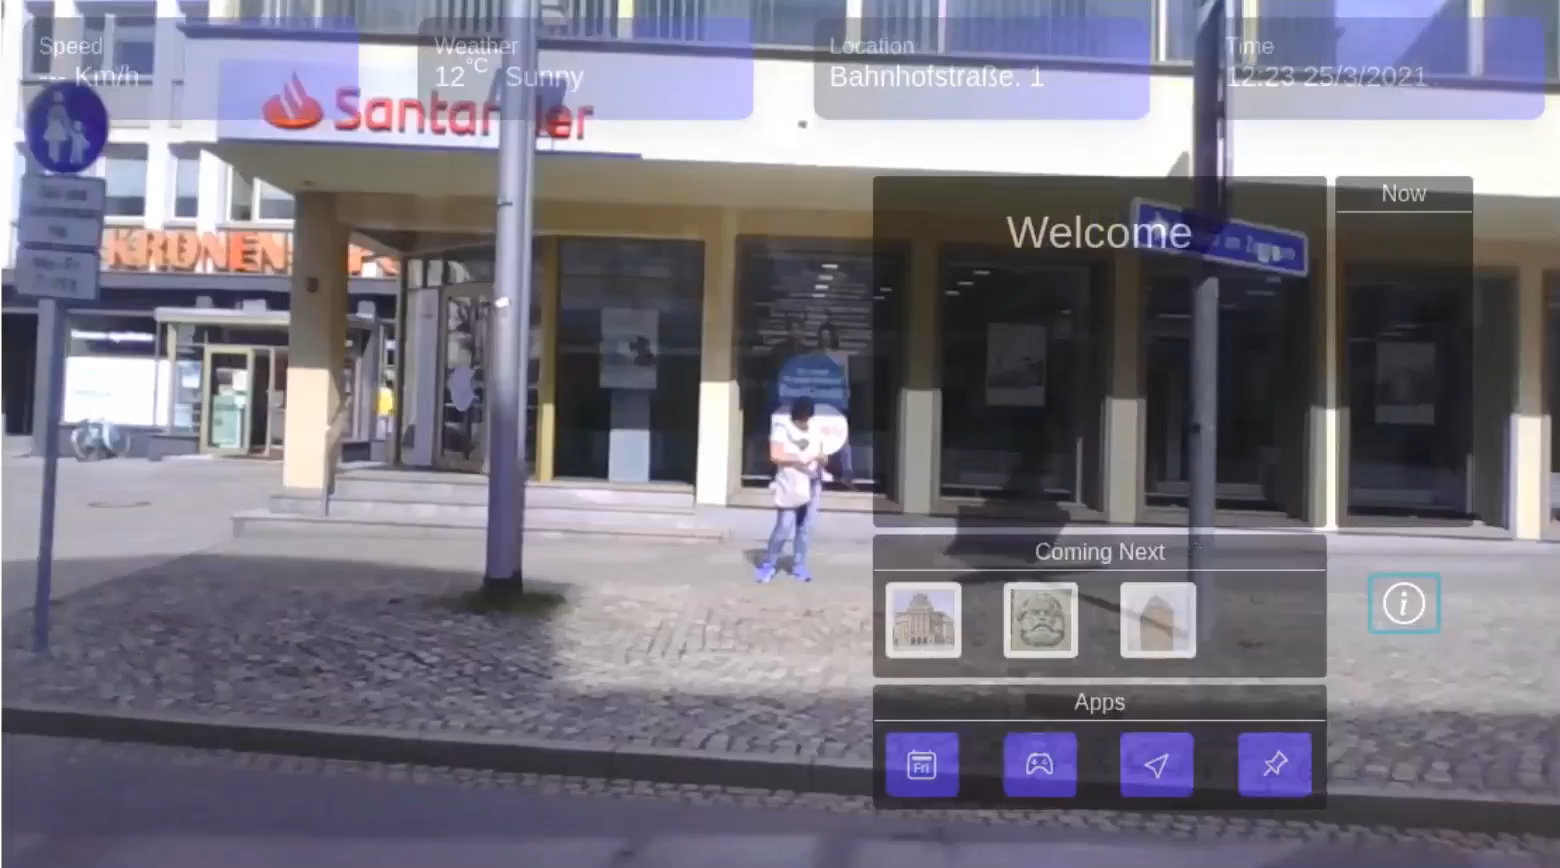 Speed
--- Km/h
Weather
12°C Sunny
Location
Bahnhofstraße. 1
Time
12:23 25/3/2021
Santander
KRONEN
Welcome
Now
Coming Next
Apps
Fri